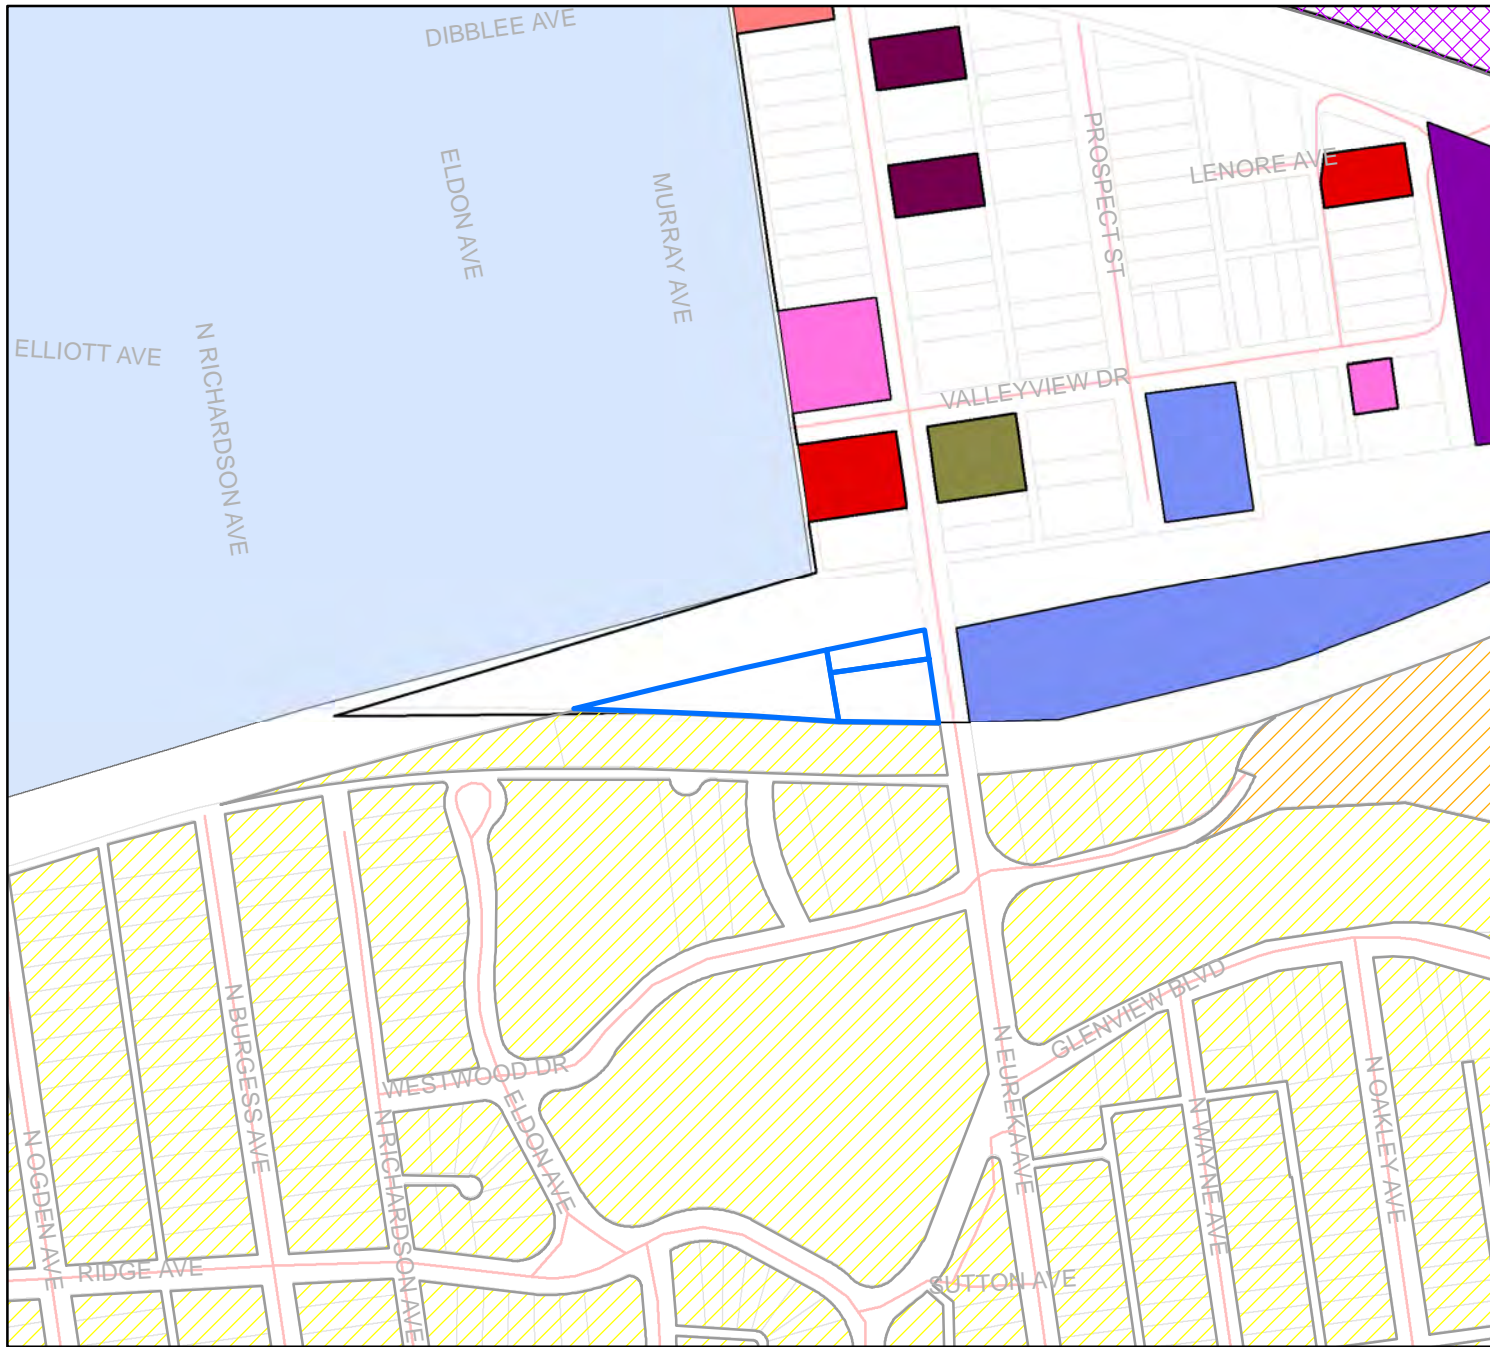 DIBBLEE AVE
ELDON AVE
MURRAY AVE
PROSPECT ST
LENORE AVE
ELLIOTT AVE
N RICHARDSON AVE
VALLEYVIEW DR
N BURGESS AVE
GLENVIEW BLVD
WESTWOOD DR
N EUREKA AVE
N OAKLEY AVE
ELDON AVE
N WAYNE AVE
N OGDEN AVE
N RICHARDSON AVE
RIDGE AVE
SUTTON AVE